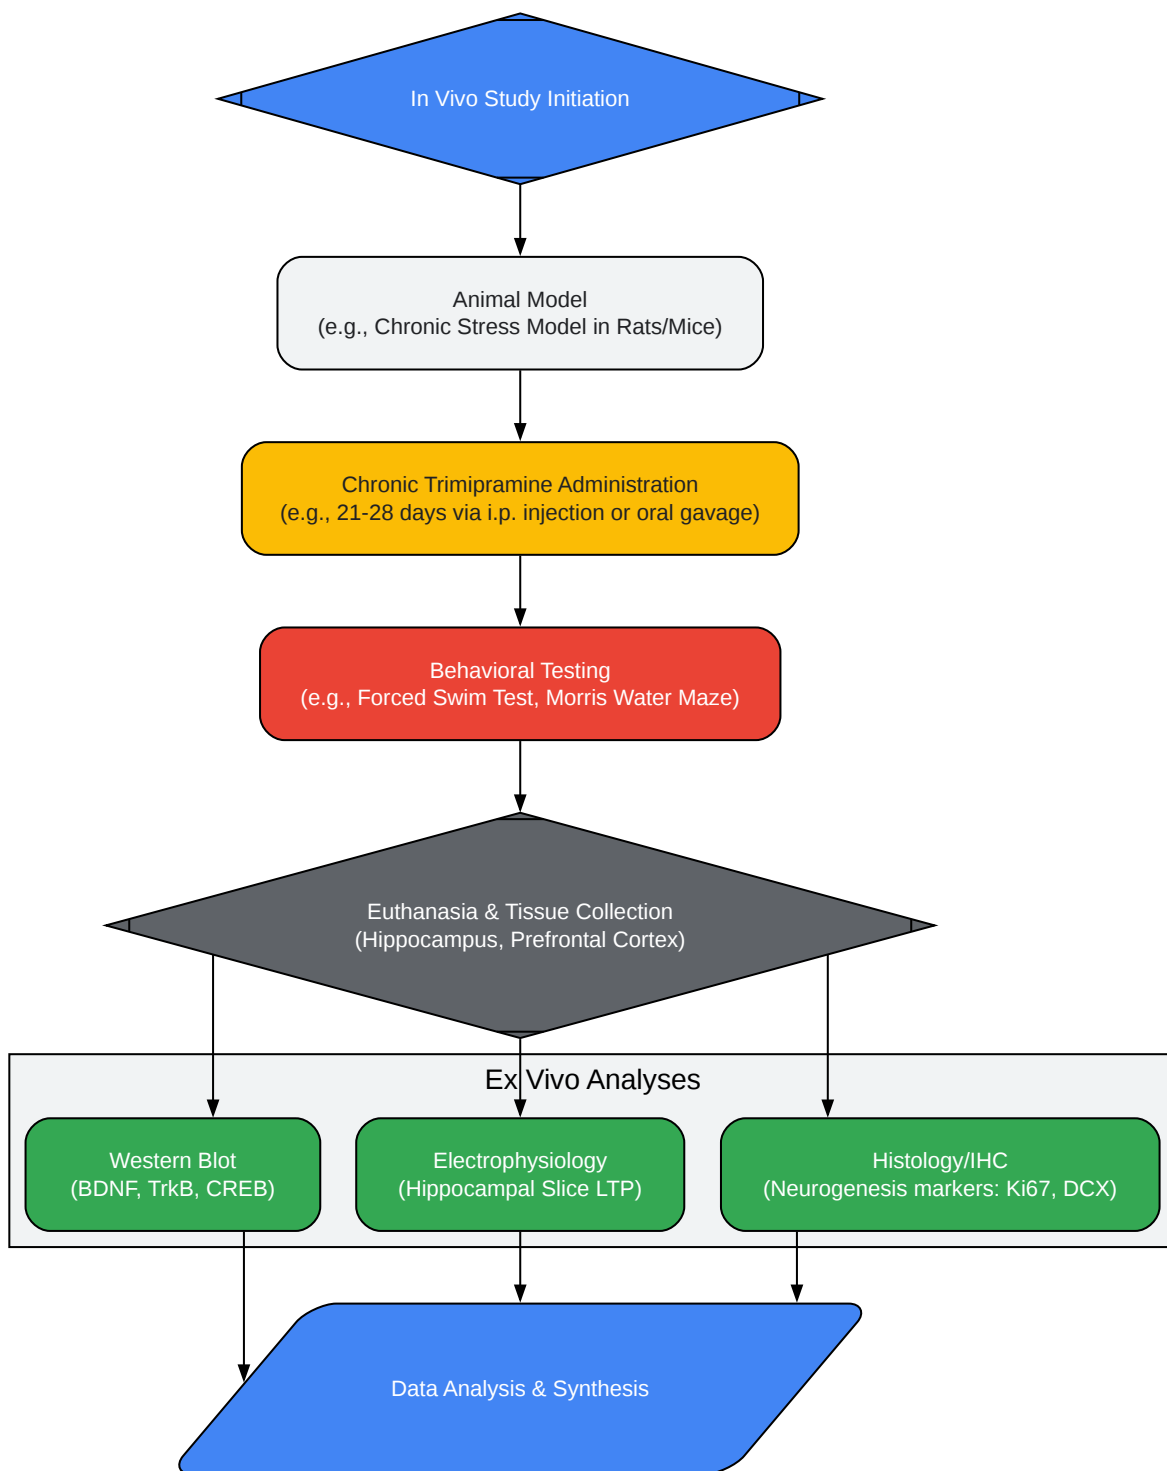 In Vivo Study Initiation
Animal Model
(e.g., Chronic Stress Model in Rats/Mice)
Chronic Trimipramine Administration
(e.g., 21-28 days via i.p. injection or oral gavage)
Behavioral Testing
(e.g., Forced Swim Test, Morris Water Maze)
Euthanasia & Tissue Collection
(Hippocampus, Prefrontal Cortex)
Ex Vivo Analyses
Western Blot
(BDNF, TrkB, CREB)
Electrophysiology
(Hippocampal Slice LTP)
Histology/IHC
(Neurogenesis markers: Ki67, DCX)
Data Analysis & Synthesis